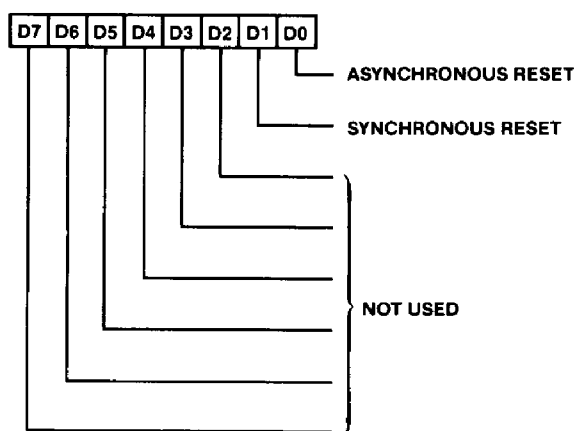 D7 D6 D5 D4 D3 D2 D1 D0
ASYNCHRONOUS RESET
SYNCHRONOUS RESET
NOT USED